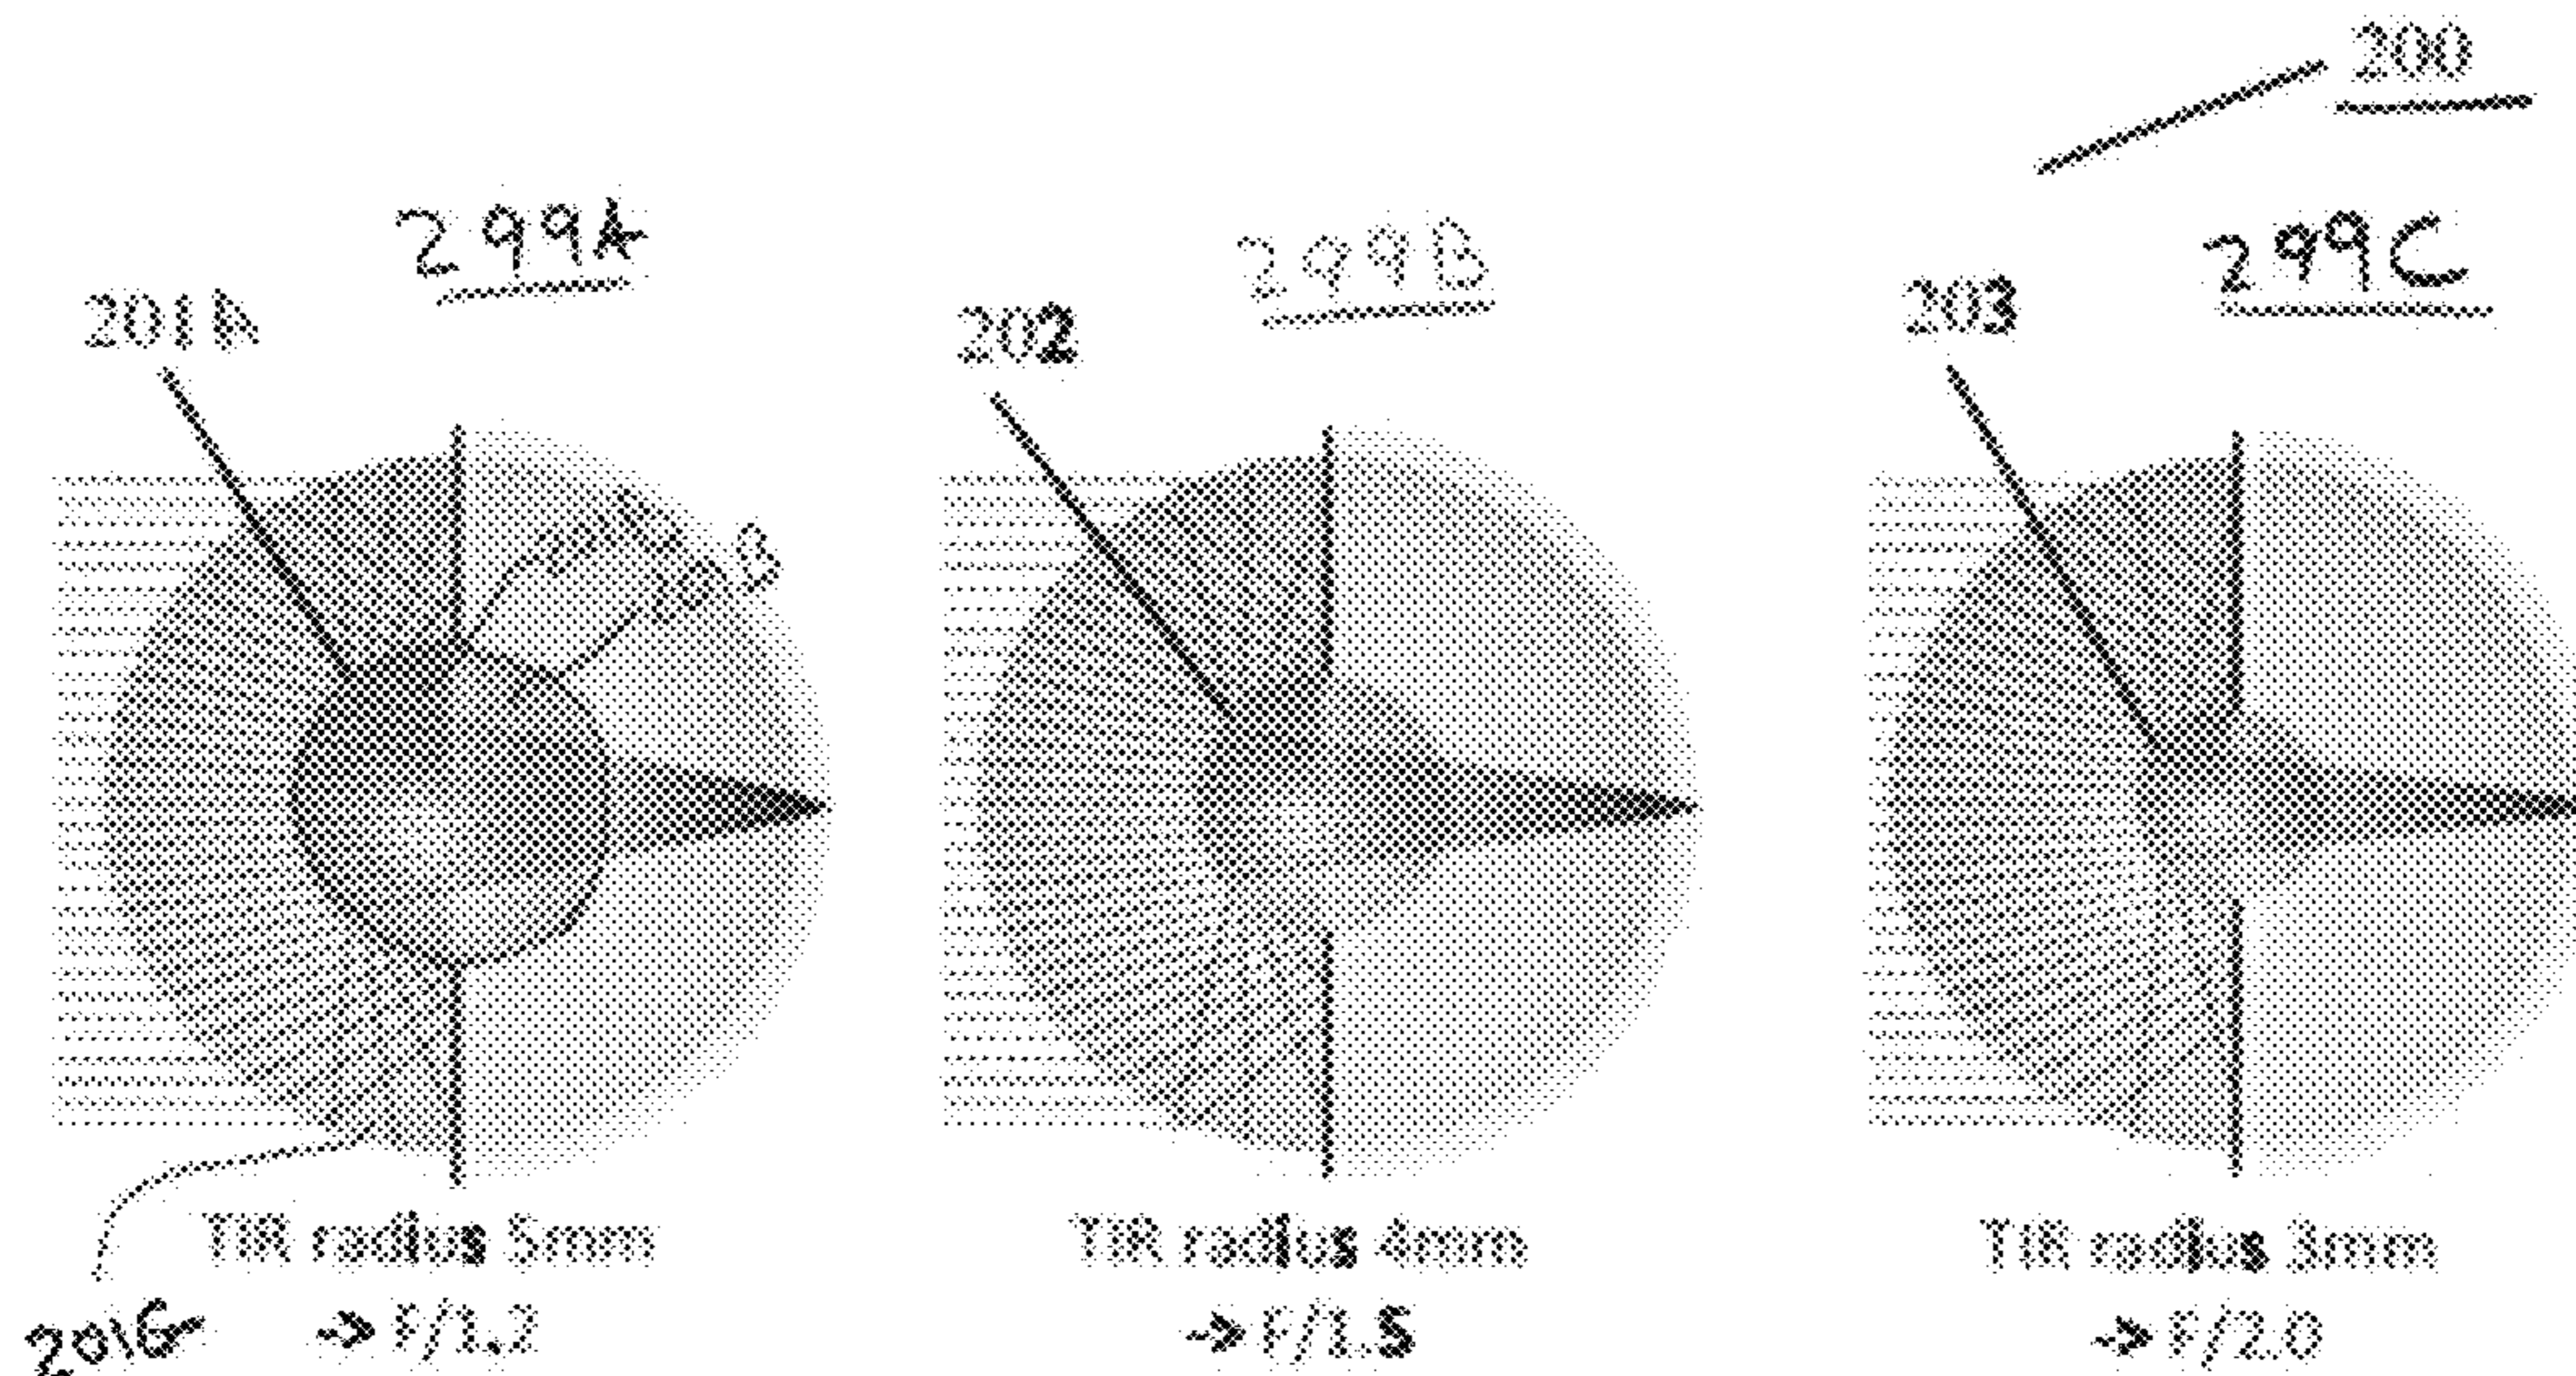 200
299A 299B 299C
201A 202 203
201B
TIR radius 5mm TIR radius 4mm TIR radius 3mm
201G → F/1.2 → F/1.5 → F/2.0